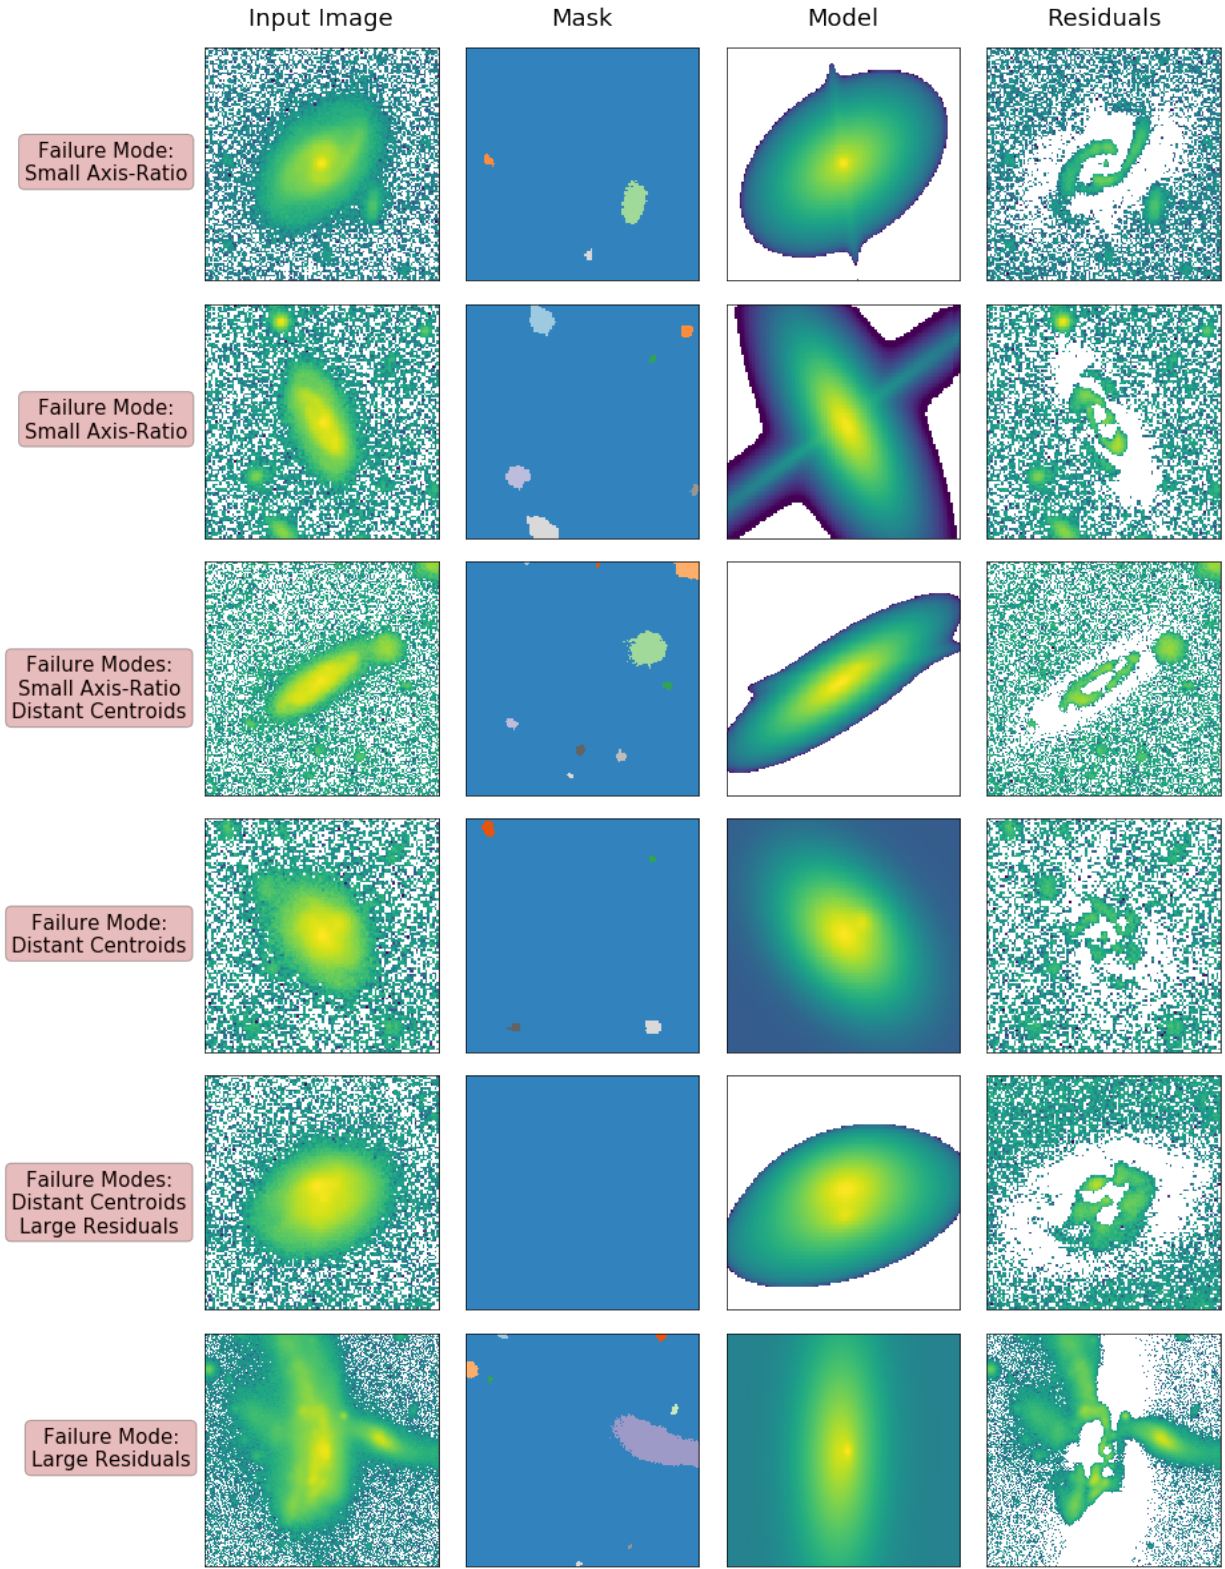 Input Image
Mask
Model
Residuals
Failure Mode:
Small Axis-Ratio
Failure Mode:
Small Axis-Ratio
Failure Modes:
Small Axis-Ratio
Distant Centroids
Failure Mode:
Distant Centroids
Failure Modes:
Distant Centroids
Large Residuals
Failure Mode:
Large Residuals